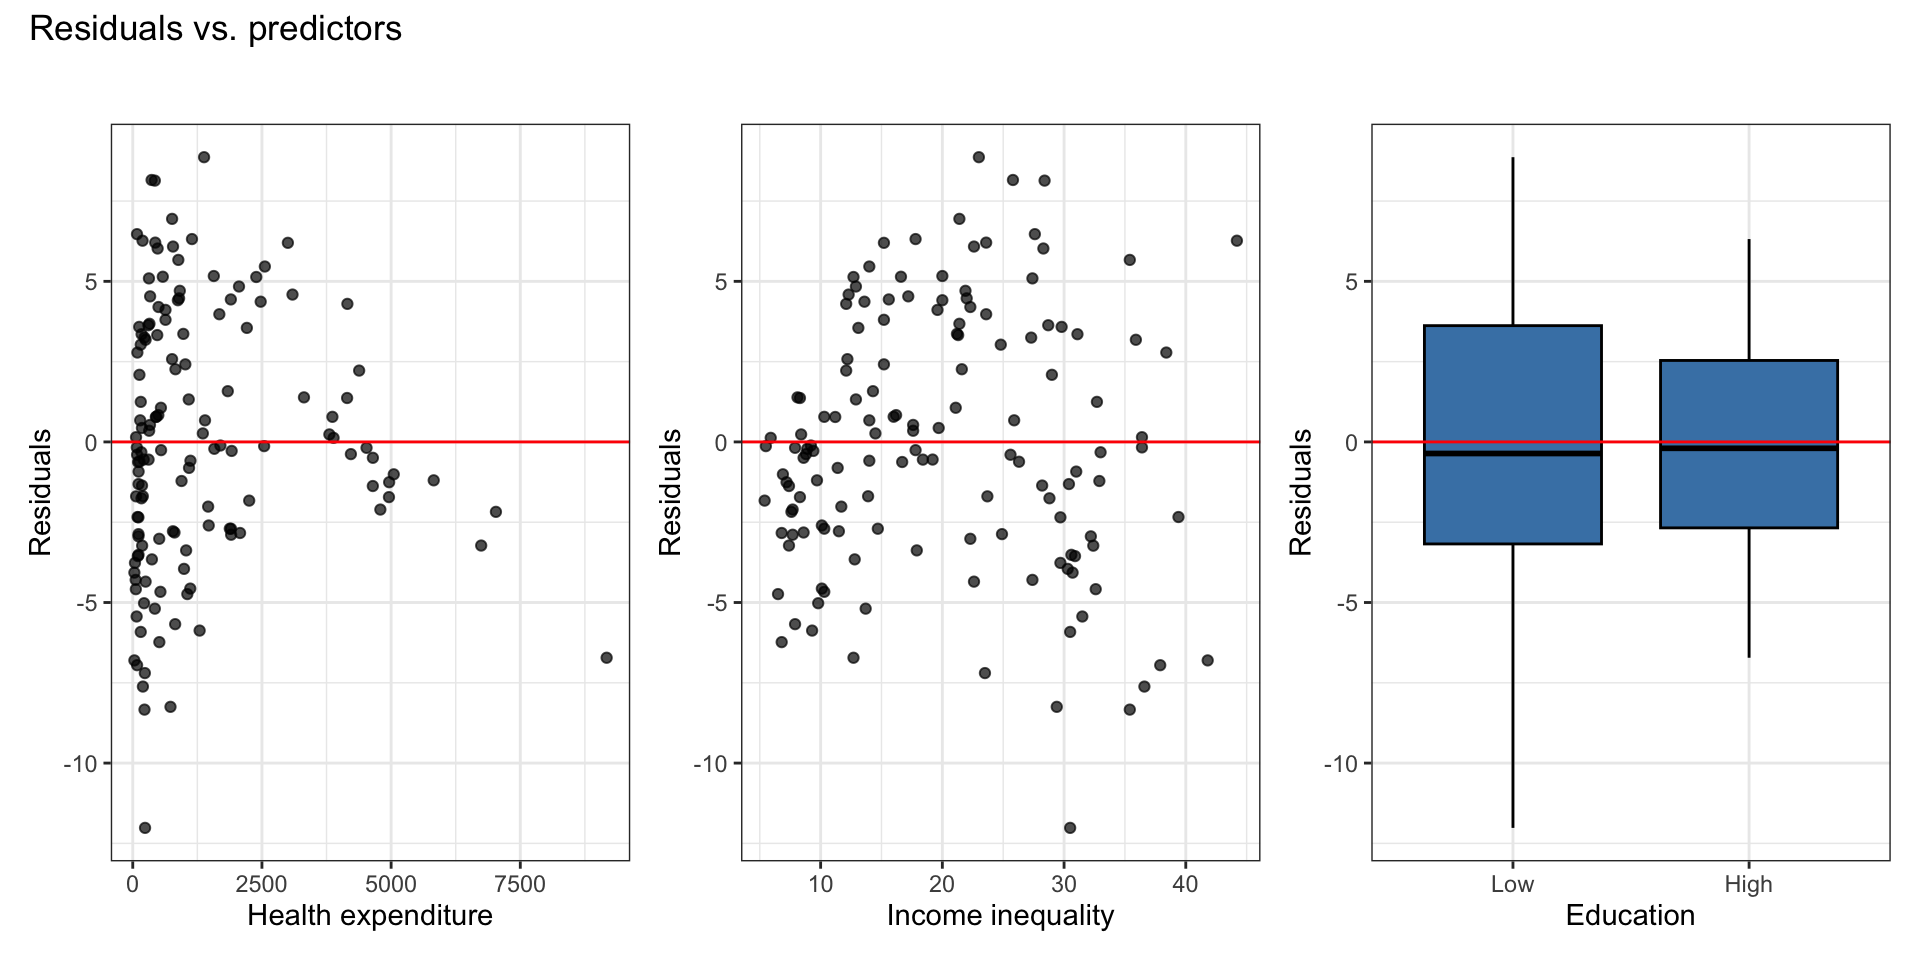 Residuals vs. predictors
Residuals
5
0
-5
-10
0 2500 5000 7500
Health expenditure
Residuals
5
0
-5
-10
10 20 30 40
Income inequality
Residuals
5
0
-5
-10
Low High
Education